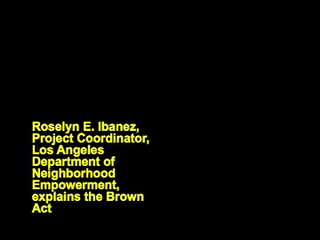 Roselyn E. Ibanez,
Project Coordinator,
Los Angeles
Department of
Neighborhood
Empowerment,
explains the Brown
Act